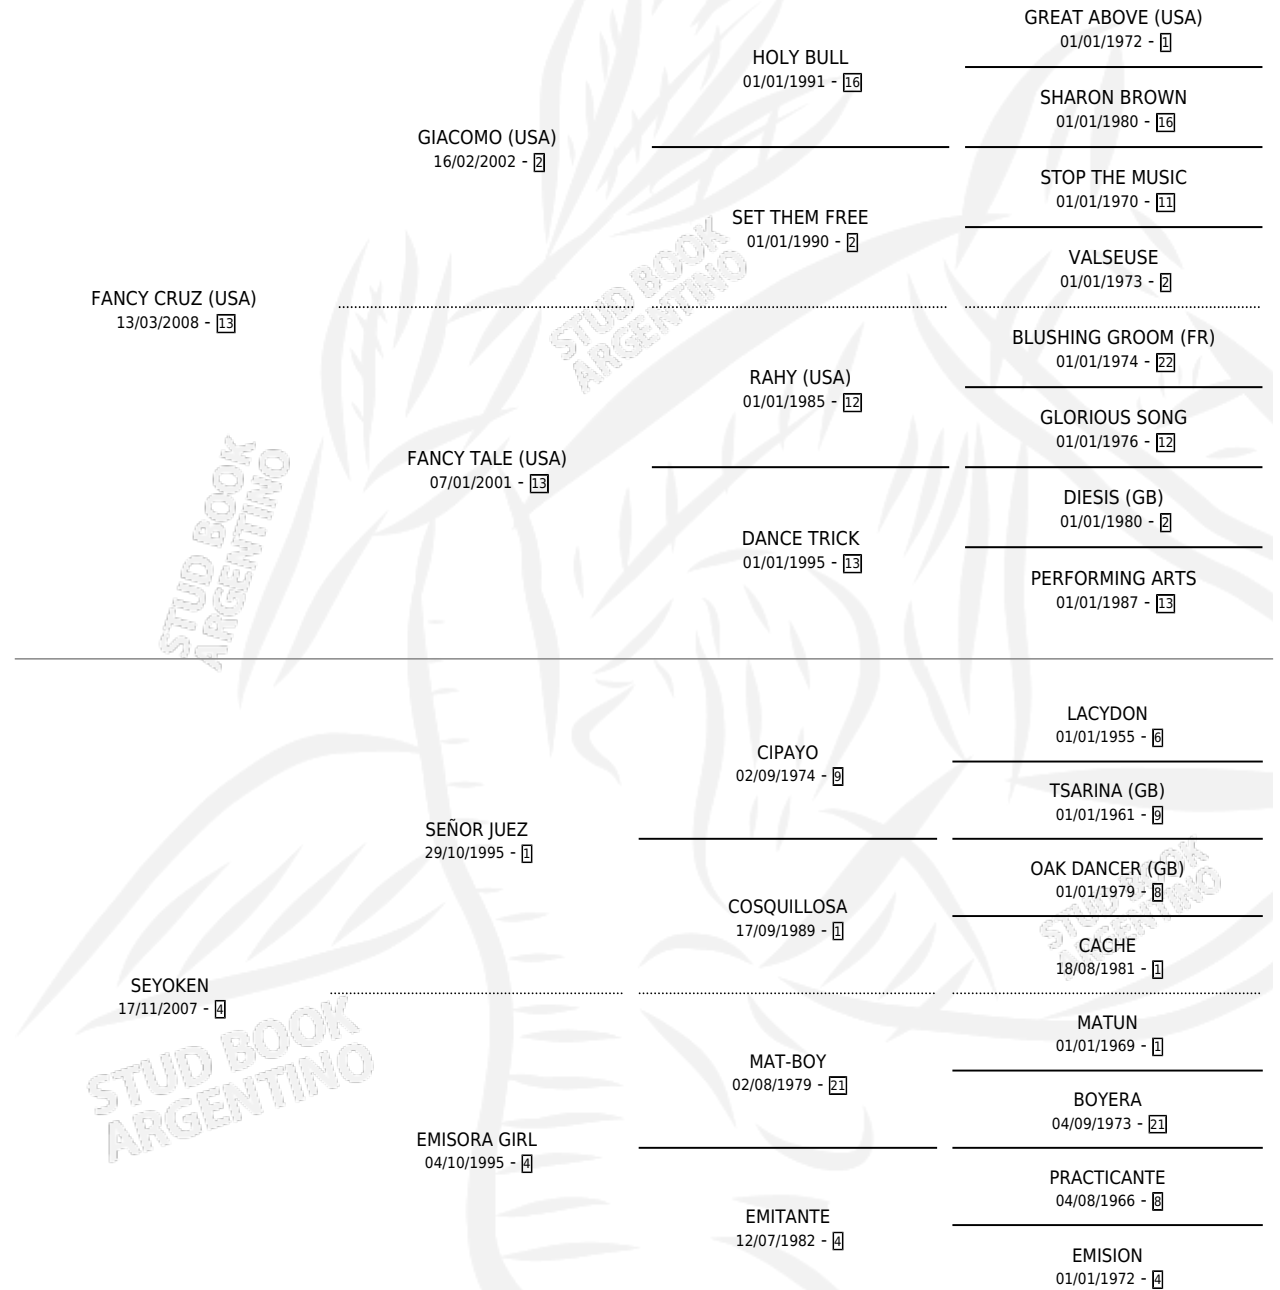 GREAT ABOVE (USA)
01/01/1972 - 1
HOLY BULL
01/01/1991 - 16
SHARON BROWN
01/01/1980 - 16
GIACOMO (USA)
16/02/2002 - 2
STOP THE MUSIC
01/01/1970 - 11
SET THEM FREE
01/01/1990 - 2
VALSEUSE
01/01/1973 - 2
FANCY CRUZ (USA)
13/03/2008 - 13
BLUSHING GROOM (FR)
01/01/1974 - 22
RAHY (USA)
01/01/1985 - 12
GLORIOUS SONG
01/01/1976 - 12
FANCY TALE (USA)
07/01/2001 - 13
DIESIS (GB)
01/01/1980 - 2
DANCE TRICK
01/01/1995 - 13
PERFORMING ARTS
01/01/1987 - 13
LACYDON
01/01/1955 - 6
CIPAYO
02/09/1974 - 9
TSARINA (GB)
01/01/1961 - 9
SEÑOR JUEZ
29/10/1995 - 1
OAK DANCER (GB)
01/01/1979 - 8
COSQUILLOSA
17/09/1989 - 1
CACHE
18/08/1981 - 1
SEYOKEN
17/11/2007 - 4
MATUN
01/01/1969 - 1
MAT-BOY
02/08/1979 - 21
BOYERA
04/09/1973 - 21
EMISORA GIRL
04/10/1995 - 4
PRACTICANTE
04/08/1966 - 8
EMITANTE
12/07/1982 - 4
EMISION
01/01/1972 - 4
STUD BOOK
ARGENTINO
STUD BOOK
ARGENTINO
STUD BOOK
ARGENTINO
STUD BOOK
ARGENTINO